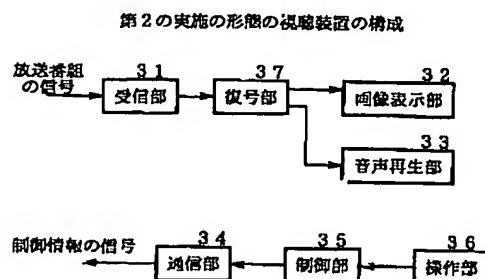 第2の実施の形態の視聴装置の構成
放送番組
の信号
31
受信部
37
復号部
32
画像表示部
33
音声再生部
制御情報の信号
34
通信部
35
制御部
36
操作部